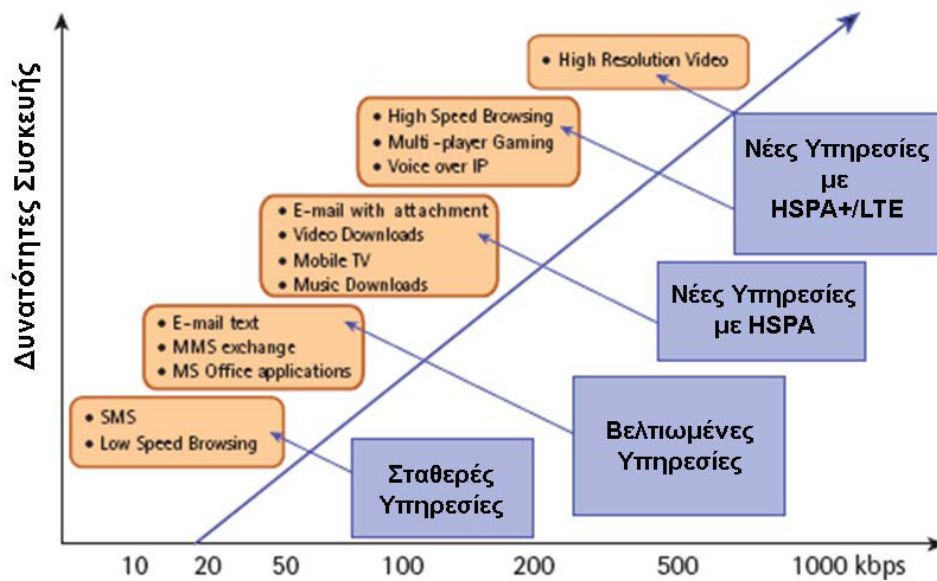 Δυνατότητες Συσκευής
• High Resolution Video
• High Speed Browsing
• Multi-player Gaming
• Voice over IP
Νέες Υπηρεσίες
με
HSPA+/LTE
• E-mail with attachment
• Video Downloads
• Mobile TV
• Music Downloads
Νέες Υπηρεσίες
με HSPA
• E-mail text
• MMS exchange
• MS Office applications
Βελτιωμένες
Υπηρεσίες
• SMS
• Low Speed Browsing
Σταθερές
Υπηρεσίες
10 20 50 100 200 500 1000 kbps